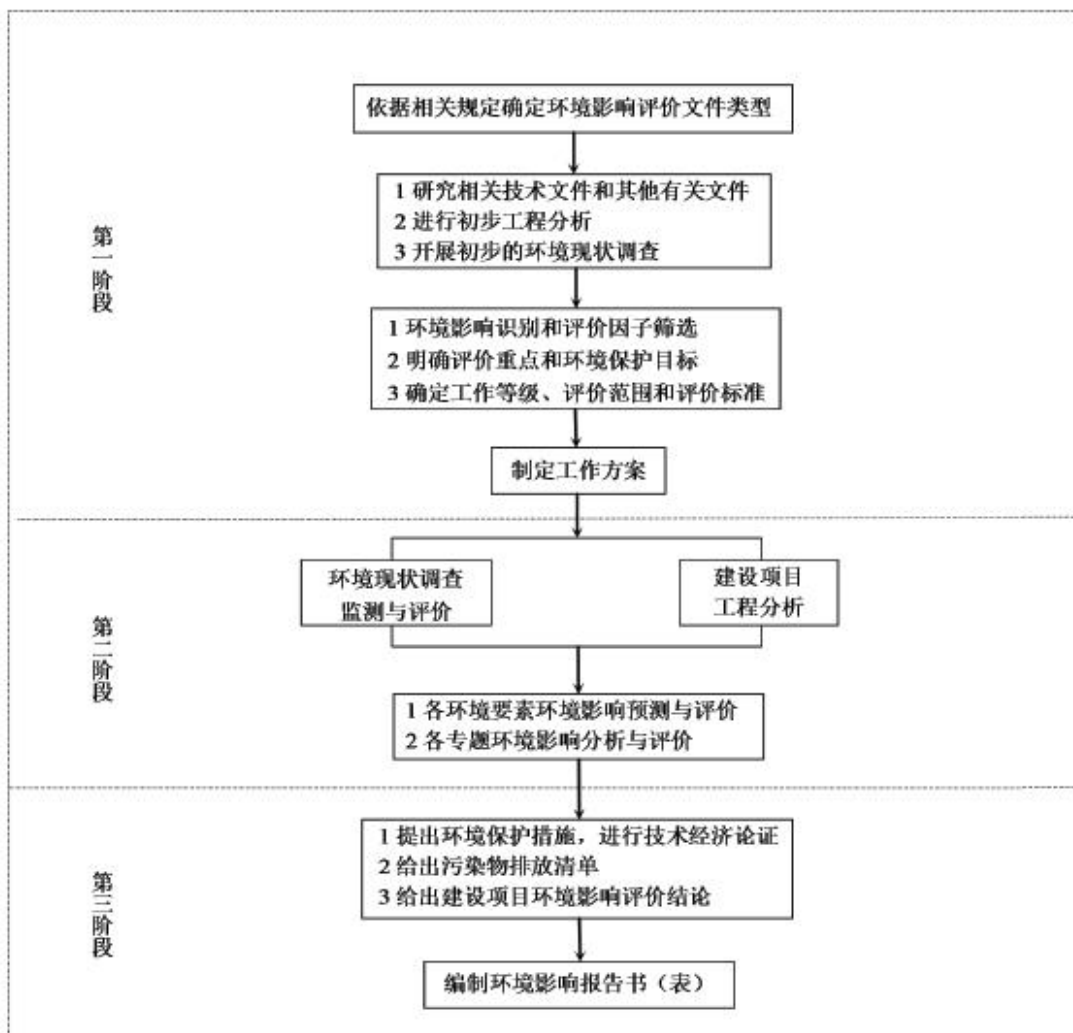 依据相关规定确定环境影响评价文件类型
1 研究相关技术文件和其他有关文件
2 进行初步工程分析
3 开展初步的环境现状调查
第一阶段
1 环境影响识别和评价因子筛选
2 明确评价重点和环境保护目标
3 确定工作等级、评价范围和评价标准
制定工作方案
第二阶段
环境现状调查
监测与评价
建设项目
工程分析
1 各环境要素环境影响预测与评价
2 各专题环境影响分析与评价
第三阶段
1 提出环境保护措施，进行技术经济论证
2 给出污染物排放清单
3 给出建设项目环境影响评价结论
编制环境影响报告书（表）